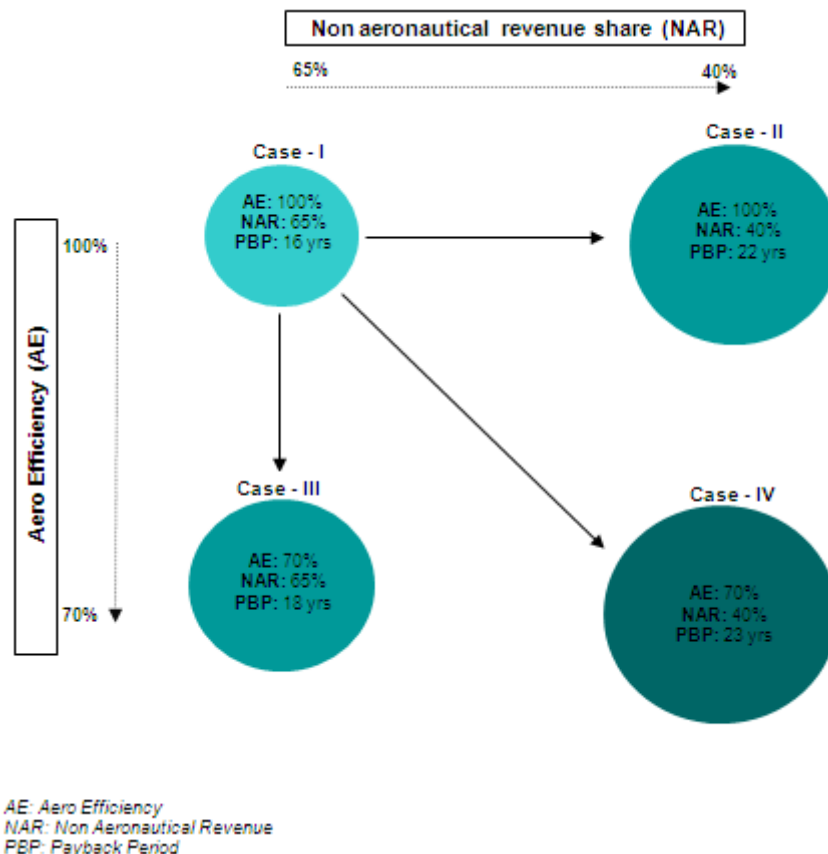 Non aeronautical revenue share (NAR)
65%
40%
Case - I
AE: 100%
NAR: 65%
PBP: 16 yrs
Case - II
AE: 100%
NAR: 40%
PBP: 22 yrs
Aero Efficiency (AE)
100%
70%
Case - III
AE: 70%
NAR: 65%
PBP: 18 yrs
Case - IV
AE: 70%
NAR: 40%
PBP: 23 yrs
AE: Aero Efficiency
NAR: Non Aeronautical Revenue
PBP: Payback Period